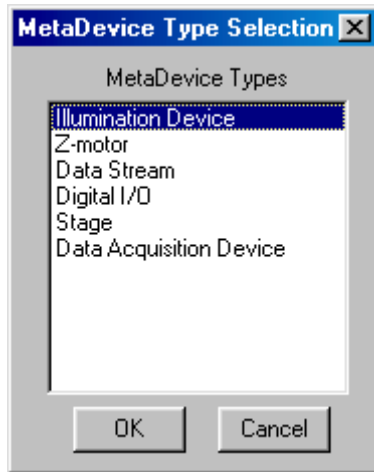 MetaDevice Type Selection
MetaDevice Types
Illumination Device
Z-motor
Data Stream
Digital I/O
Stage
Data Acquisition Device
OK
Cancel